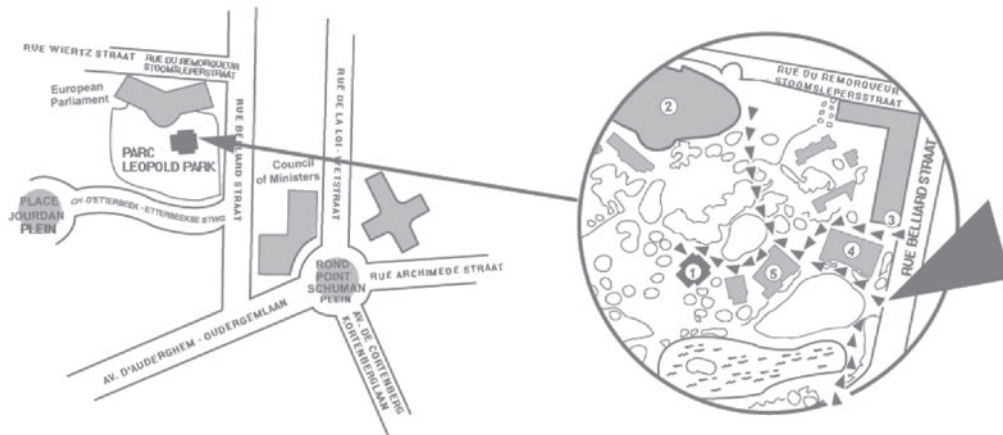 RUE WIERTZ STRAAT
RUE DU REMORQUEUR
STOOMSLEPERSTRAAT
European
Parliament
PARC
LEOPOLD PARK
RUE BELLIARD STRAAT
RUE DE LA LOI - WETSTRAAT
Council
of Ministers
PLACE
JOURDAN
PLEIN
CH-D'ETTERBEEK - ETTERBEEKSE STWG
ROND
POINT
SCHUMAN
PLEIN
RUE ARCHIMEDE STRAAT
AV. D'AUDERGHEM - OUDERGEMLAAN
AV. DE CORTENBERG
KORTENBERGLAAN
RUE DU REMORQUEUR
STOOMSLEPERSSTRAAT
RUE BELLIARD STRAAT
2
3
4
1
5